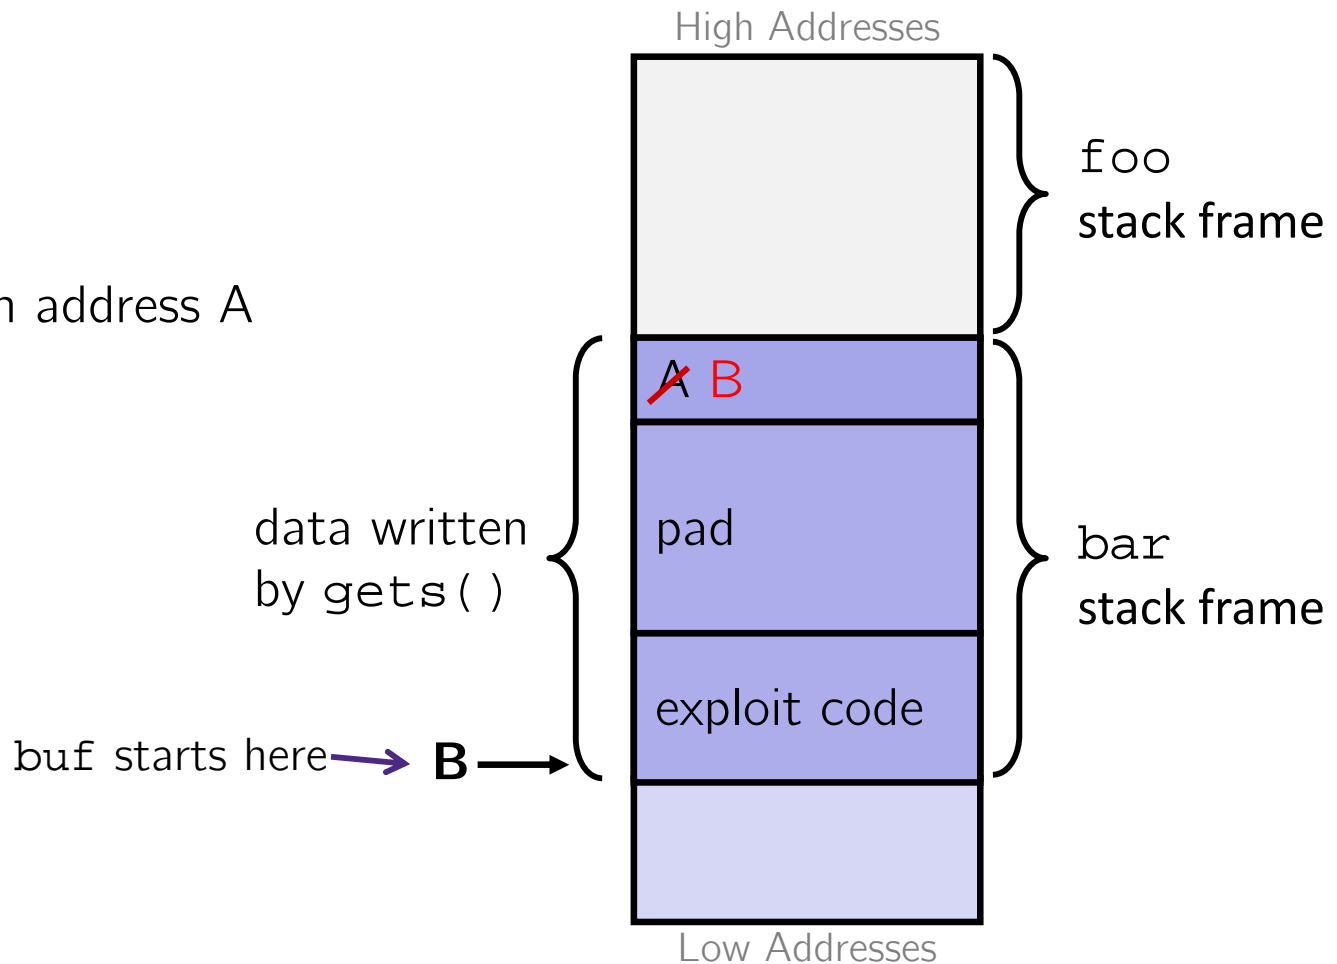 High Addresses
foo
stack frame
address A
A B
data written
by gets()
pad
bar
stack frame
exploit code
buf starts here
B
Low Addresses